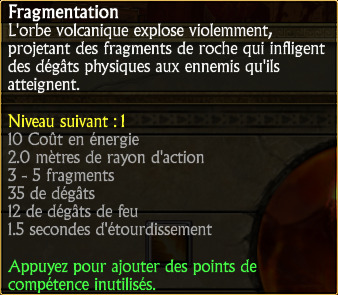 Fragmentation
L'orbe volcanique explose violemment,
projetant des fragments de roche qui infligent
des dégâts physiques aux ennemis qu'ils
atteignent.
Niveau suivant : 1
10 Coût en énergie
2.0 mètres de rayon d'action
3 - 5 fragments
35 de dégâts
12 de dégâts de feu
1.5 secondes d'étourdissement
Appuyez pour ajouter des points de
compétence inutilisés.